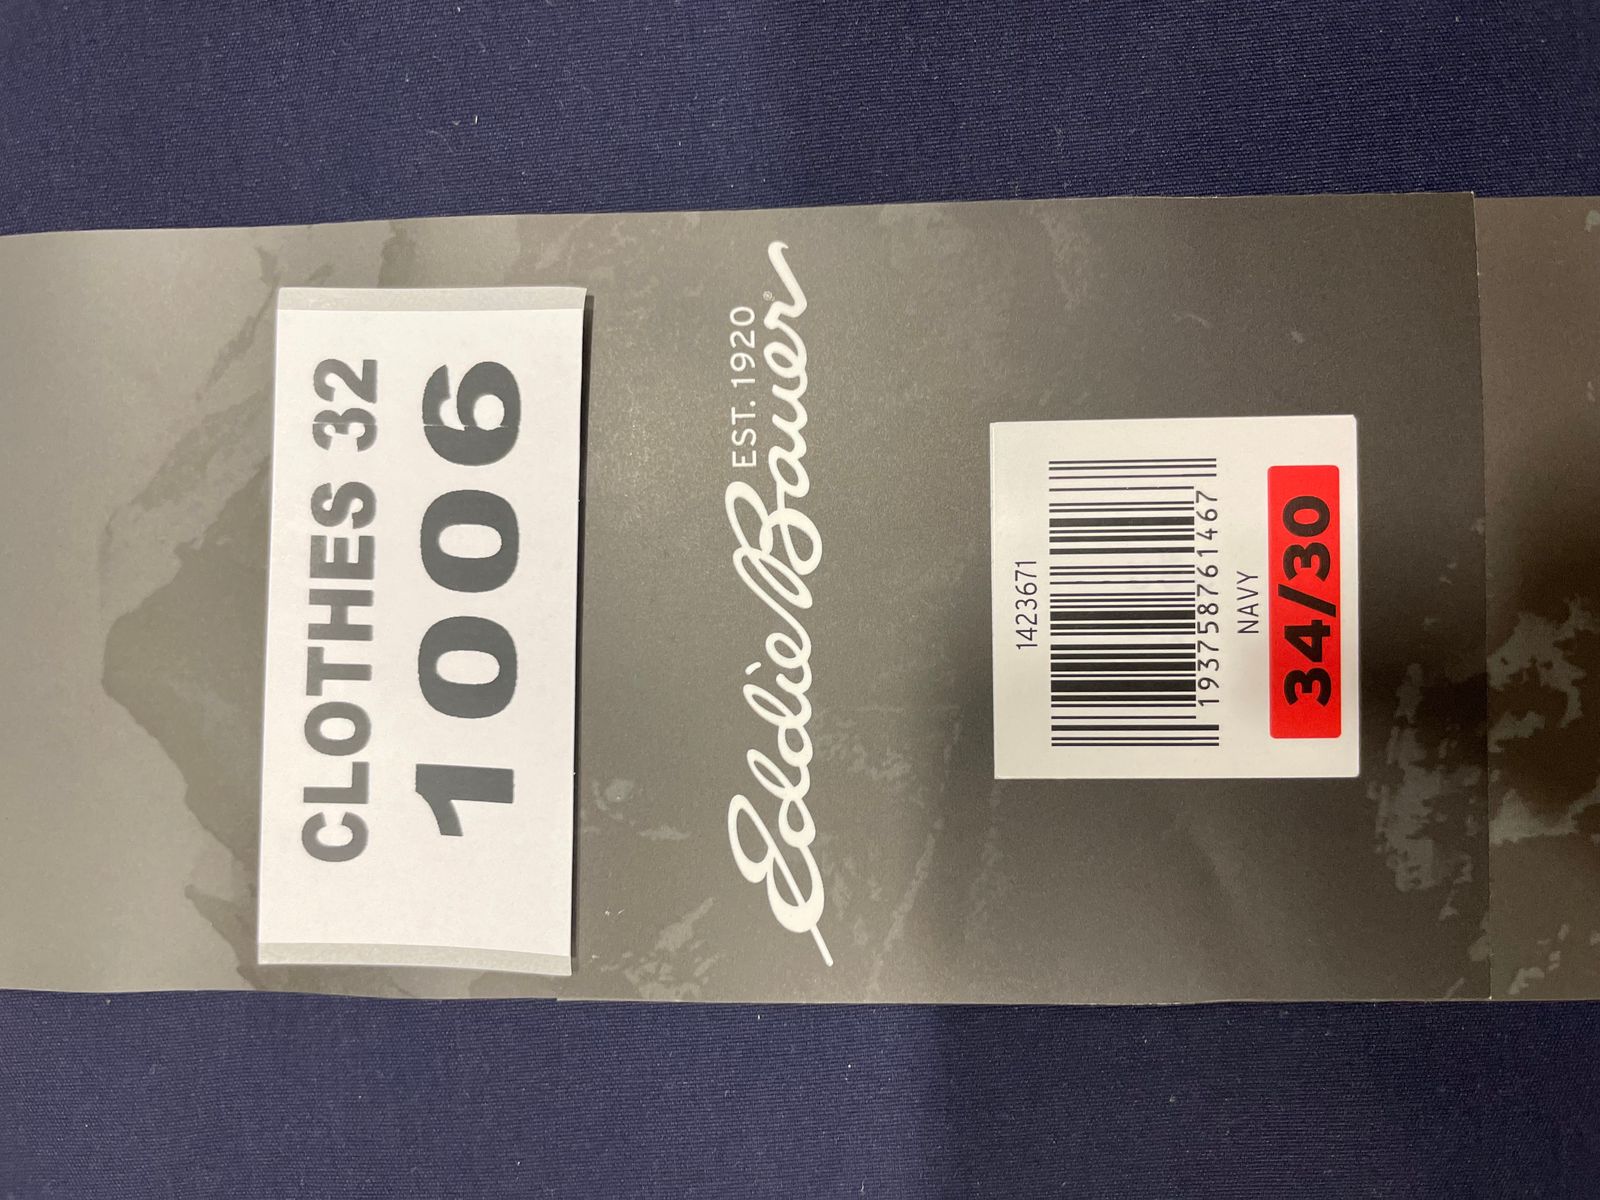 CLOTHES 32
1006
EST. 1920
Eddie Bauer®
1423671
193758761467
NAVY
34/30